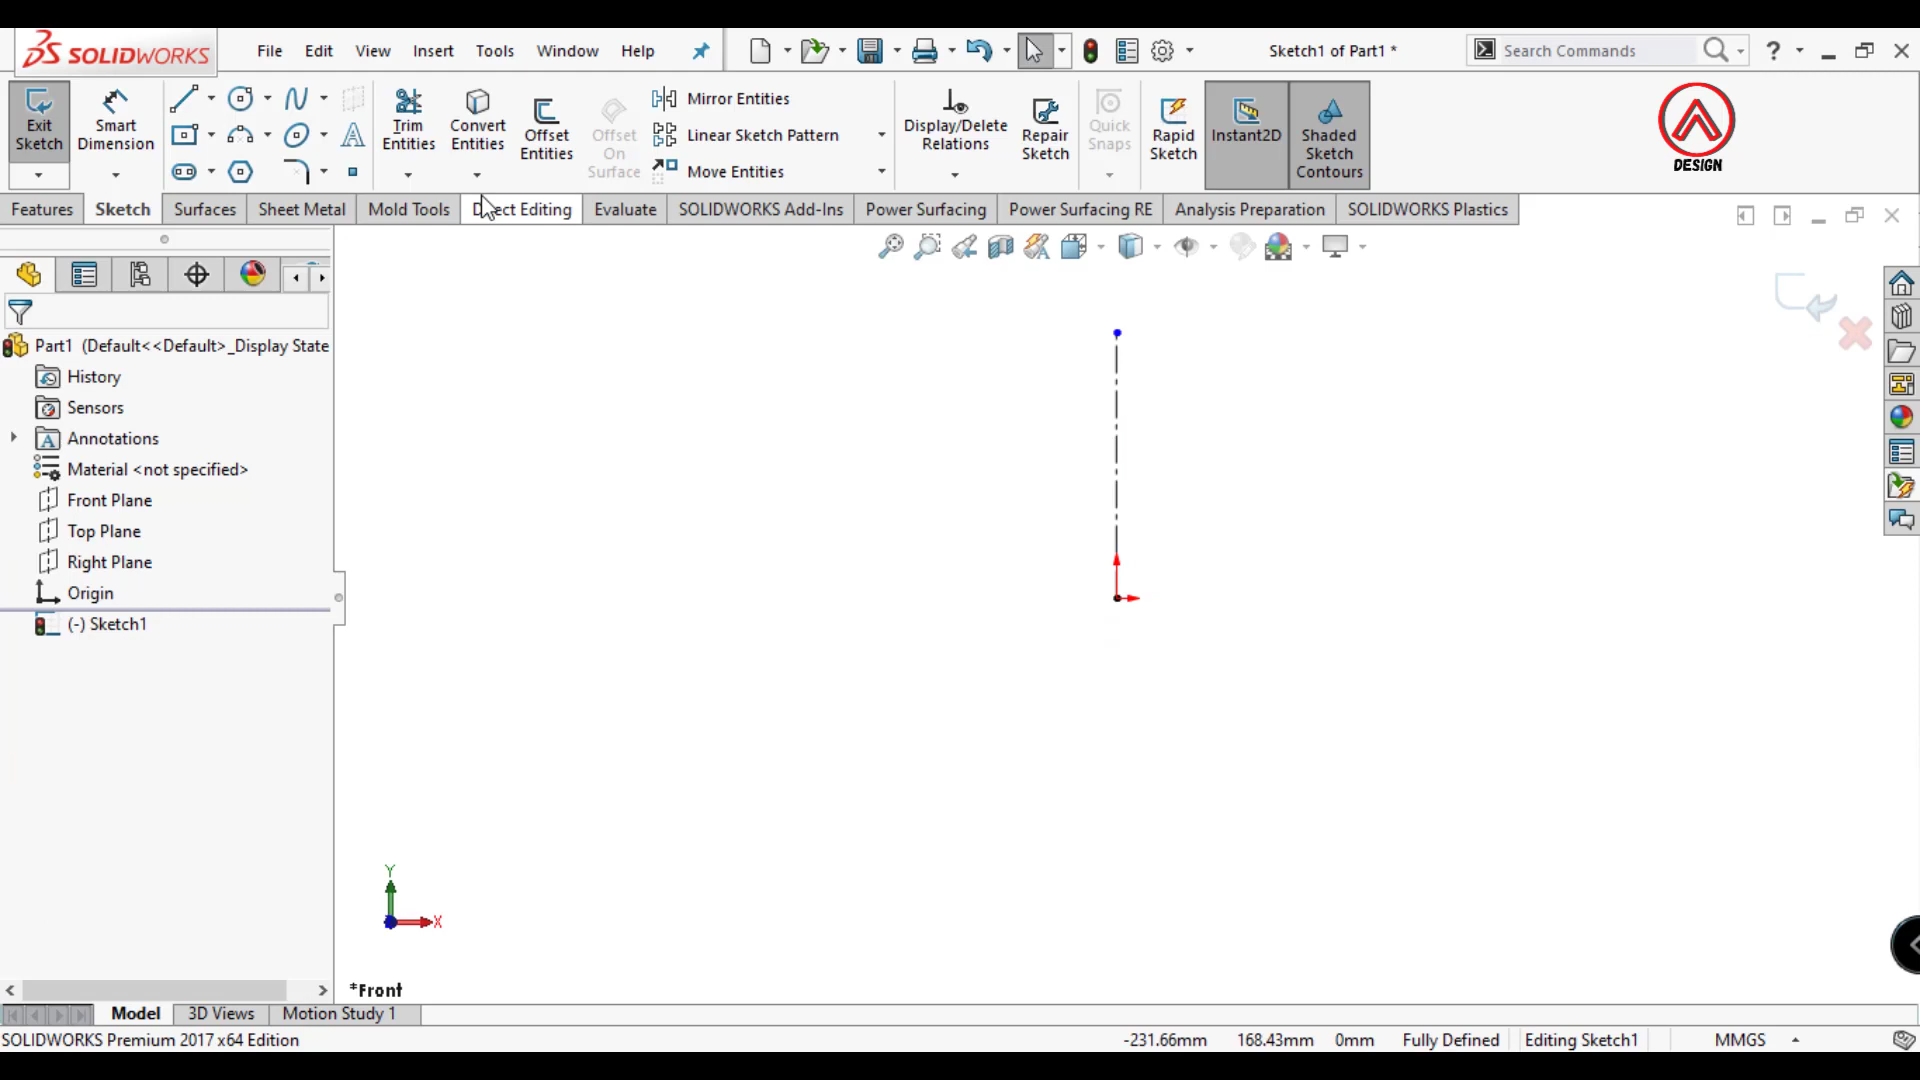 SOLIDWORKS
File Edit View Insert Tools Window Help
Sketch1 of Part1 *
Search Commands
?
Exit Sketch
Smart Dimension
Trim Entities
Convert Entities
Offset Entities
Offset On Surface
Mirror Entities
Linear Sketch Pattern
Move Entities
Display/Delete Relations
Repair Sketch
Quick Snaps
Rapid Sketch
Instant2D
Shaded Sketch Contours
DESIGN
Features Sketch Surfaces Sheet Metal Mold Tools Direct Editing Evaluate SOLIDWORKS Add-Ins Power Surfacing Power Surfacing RE Analysis Preparation SOLIDWORKS Plastics
Part1 (Default<<Default>_Display State
History
Sensors
Annotations
Material <not specified>
Front Plane
Top Plane
Right Plane
Origin
(-) Sketch1
Y
X
*Front
Model 3D Views Motion Study 1
SOLIDWORKS Premium 2017 x64 Edition
-231.66mm 168.43mm 0mm Fully Defined Editing Sketch1 MMGS